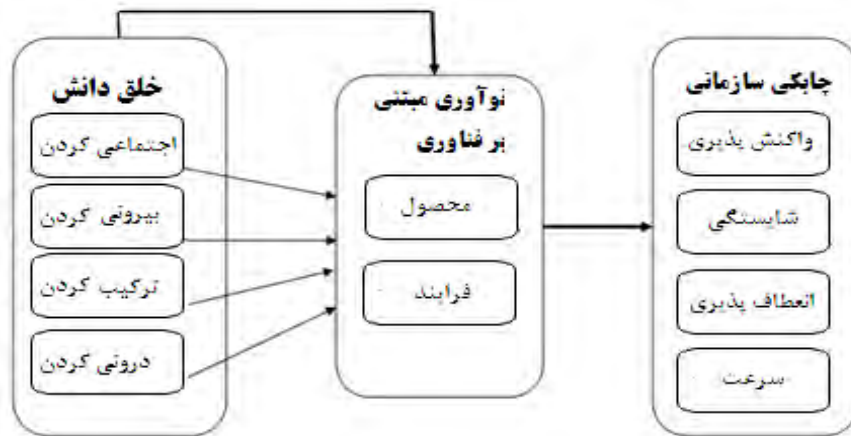 خلق دانش
اجتماعی کردن
بیرونی کردن
ترکیب کردن
درونی کردن
نوآوری مبتنی
بر فناوری
محصول
فرایند
چابکی سازمانی
واکنش پذیری
شایستگی
انعطاف پذیری
سرعت